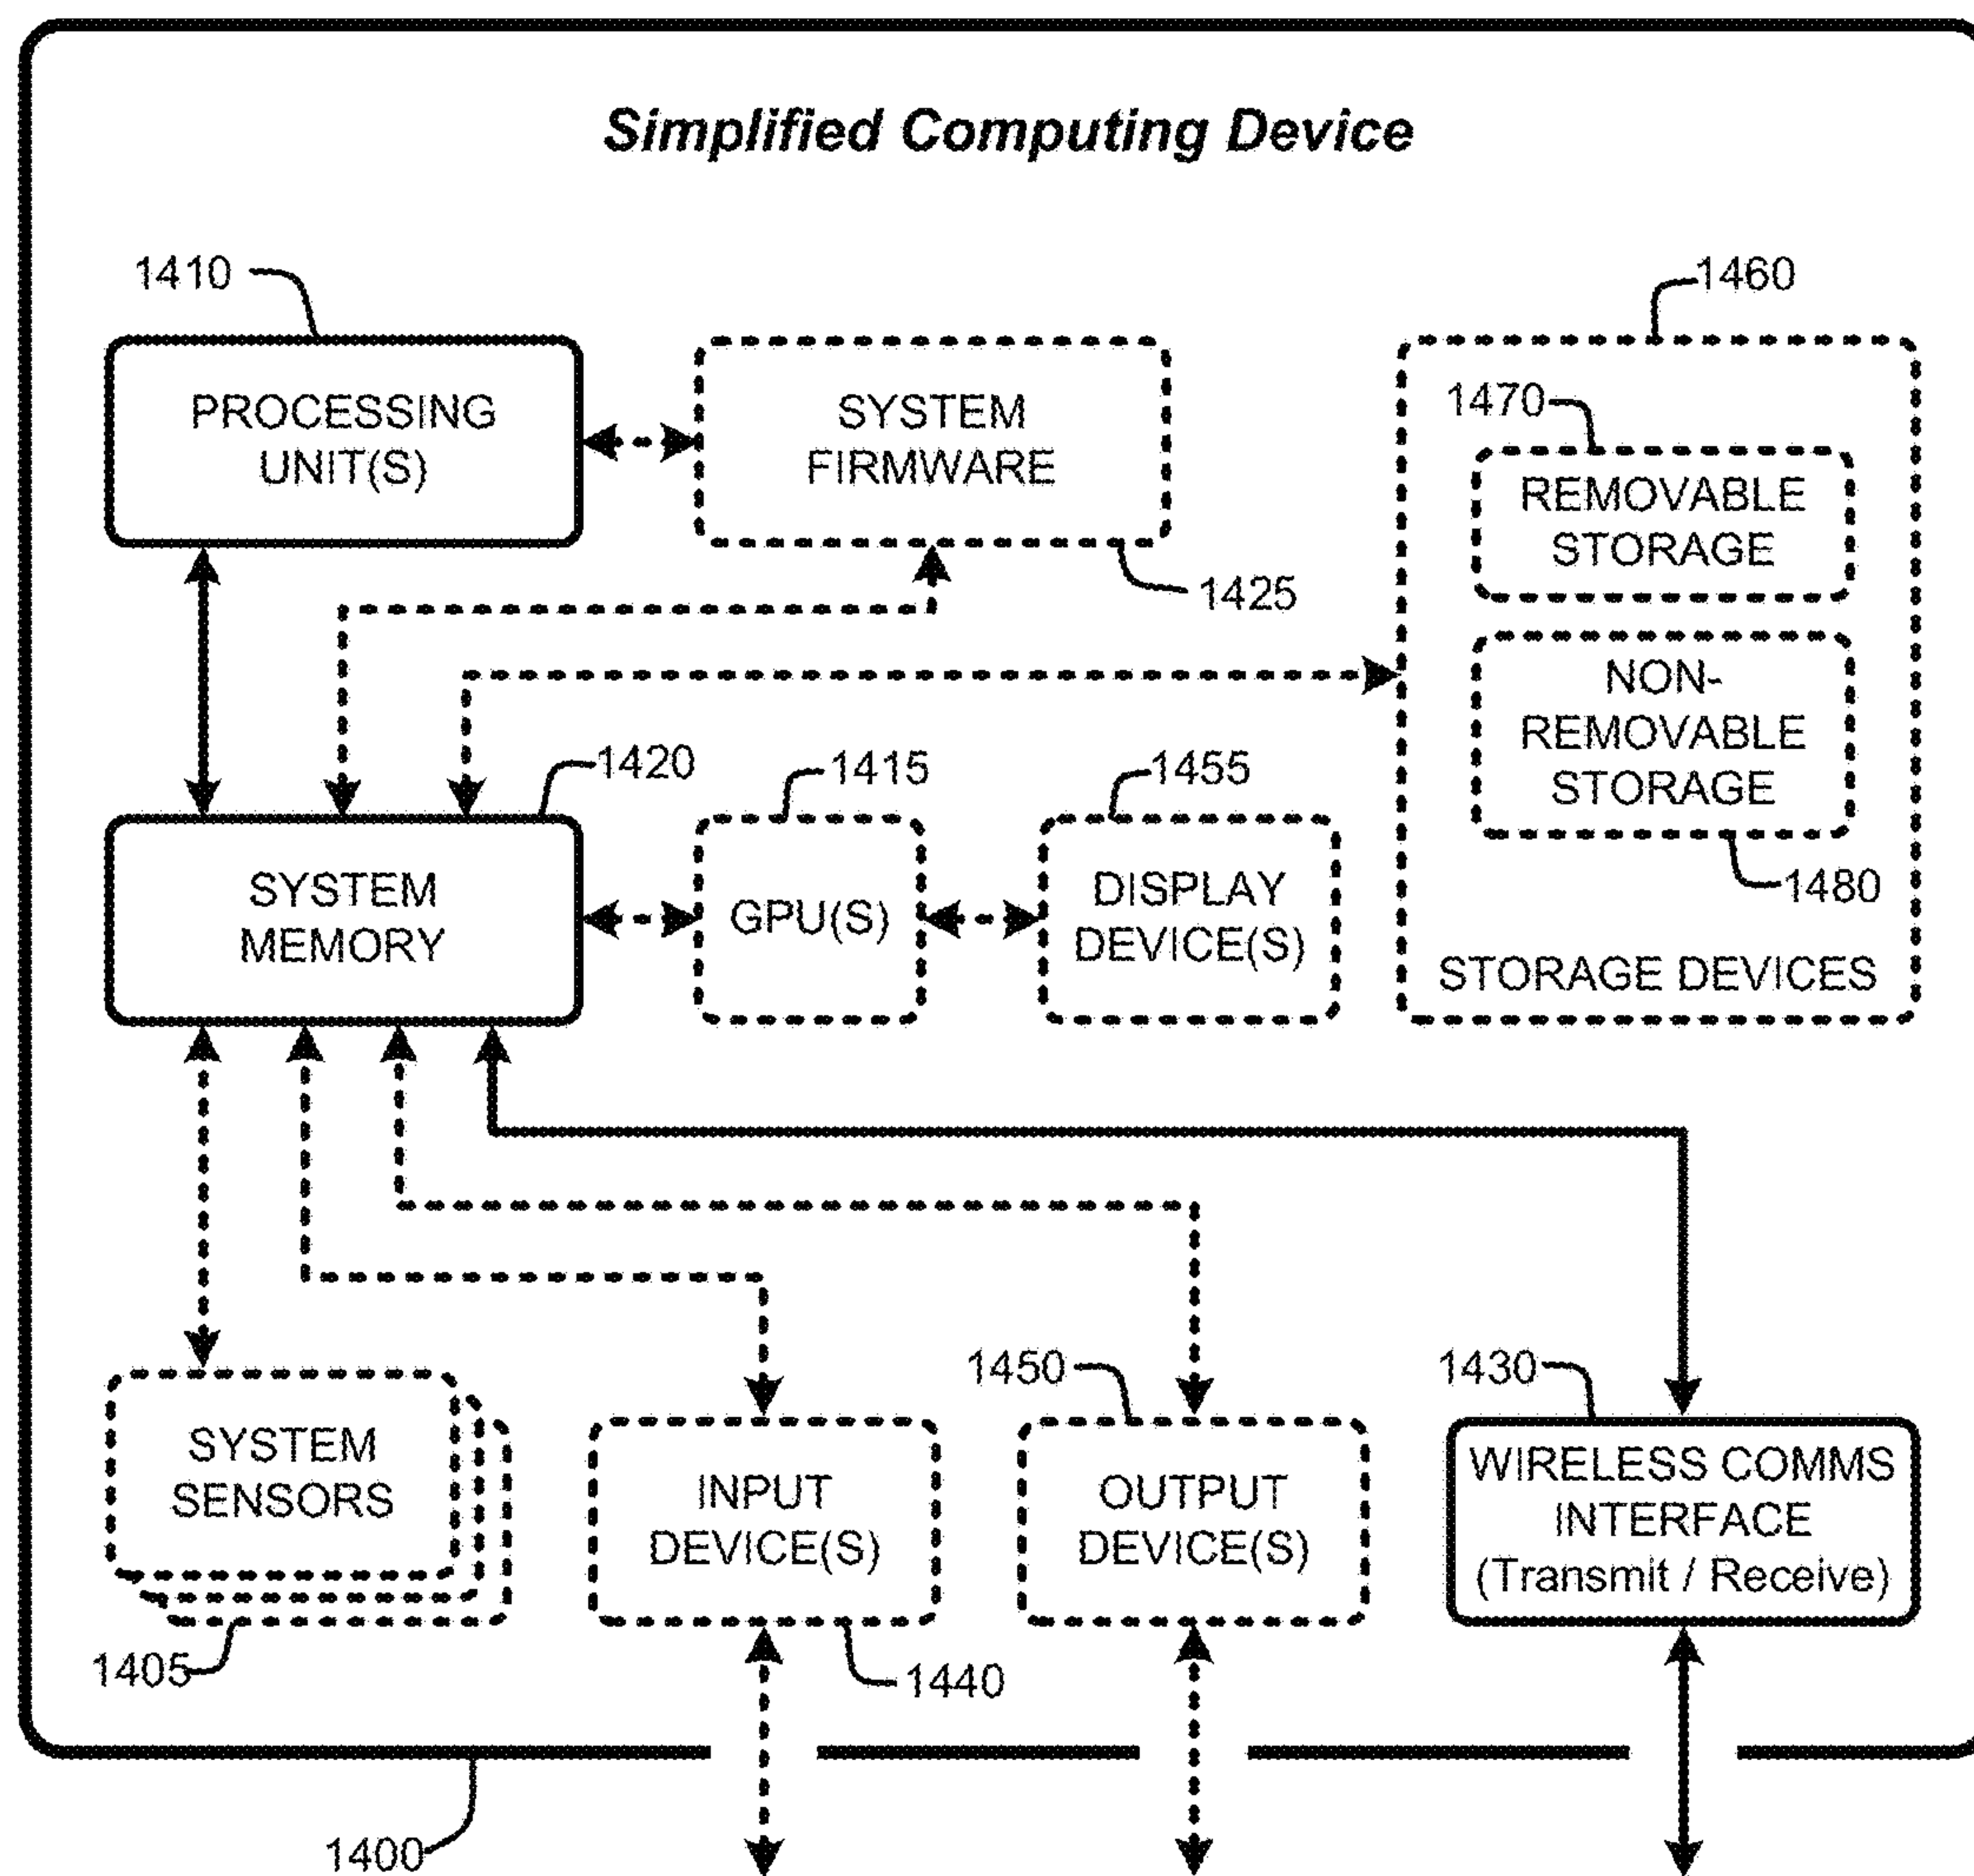 Simplified Computing Device
1410
1460
PROCESSING
UNIT(S)
SYSTEM
FIRMWARE
1425
1470
REMOVABLE
STORAGE
NON-
REMOVABLE
STORAGE
1480
STORAGE DEVICES
1420
1415
1455
SYSTEM
MEMORY
GPU(S)
DISPLAY
DEVICE(S)
1450
1430
SYSTEM
SENSORS
1405
INPUT
DEVICE(S)
1440
OUTPUT
DEVICE(S)
WIRELESS COMMS
INTERFACE
(Transmit / Receive)
1400